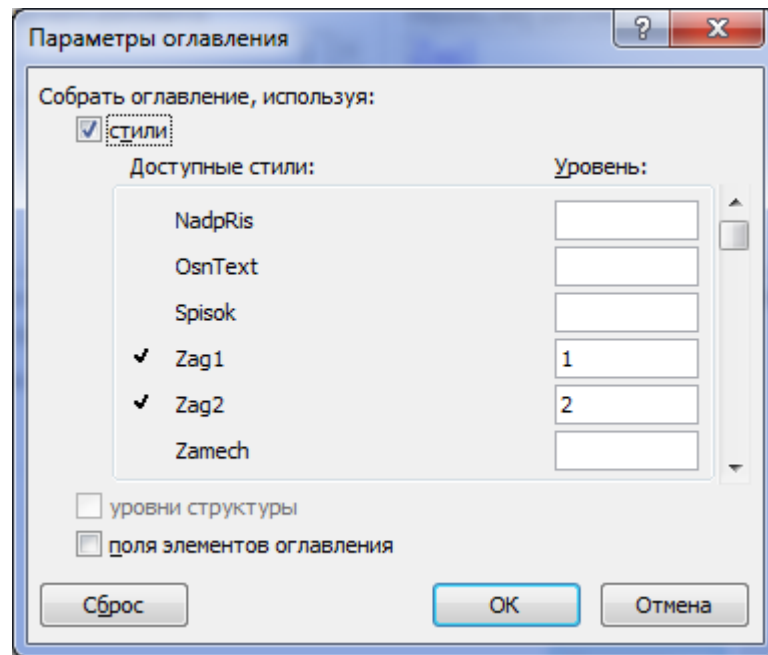 Параметры оглавления
Собрать оглавление, используя:
стили
Доступные стили: Уровень:
NadpRis
OsnText
Spisok
Zag1 1
Zag2 2
Zamech
уровни структуры
поля элементов оглавления
Сброс ОК Отмена